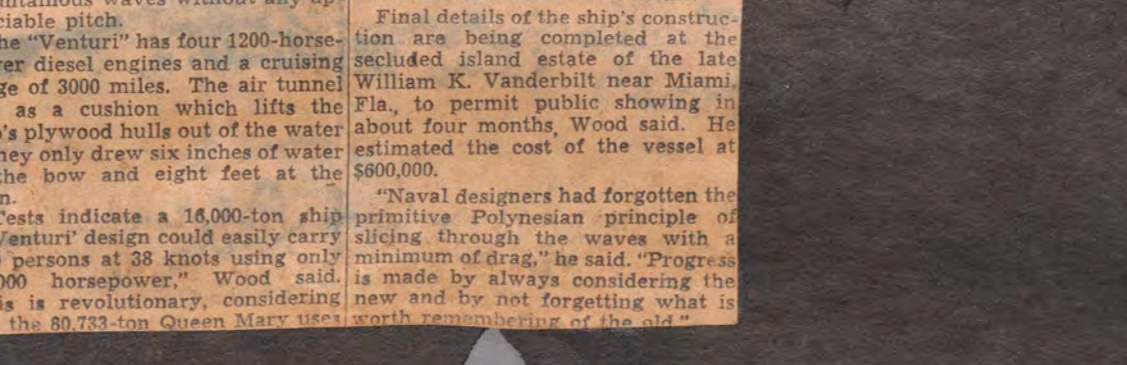 ntainous waves without any ap-
ciable pitch.
he “Venturi” has four 1200-horse-
er diesel engines and a cruising
ge of 3000 miles. The air tunnel
as a cushion which lifts the
's plywood hulls out of the water
hey only drew six inches of water
the bow and eight feet at the
n.
Tests indicate a 16,000-ton ship
Venturi’ design could easily carry
persons at 38 knots using only
000 horsepower,” Wood said.
is is revolutionary, considering
the 80,733-ton Queen Mary uses
Final details of the ship’s construc-
tion are being completed at the
secluded island estate of the late
William K. Vanderbilt near Miami,
Fla., to permit public showing in
about four months, Wood said. He
estimated the cost of the vessel at
$600,000.
“Naval designers had forgotten the
primitive Polynesian principle of
slicing through the waves with a
minimum of drag,” he said. “Progress
is made by always considering the
new and by not forgetting what is
worth remembering of the old.”